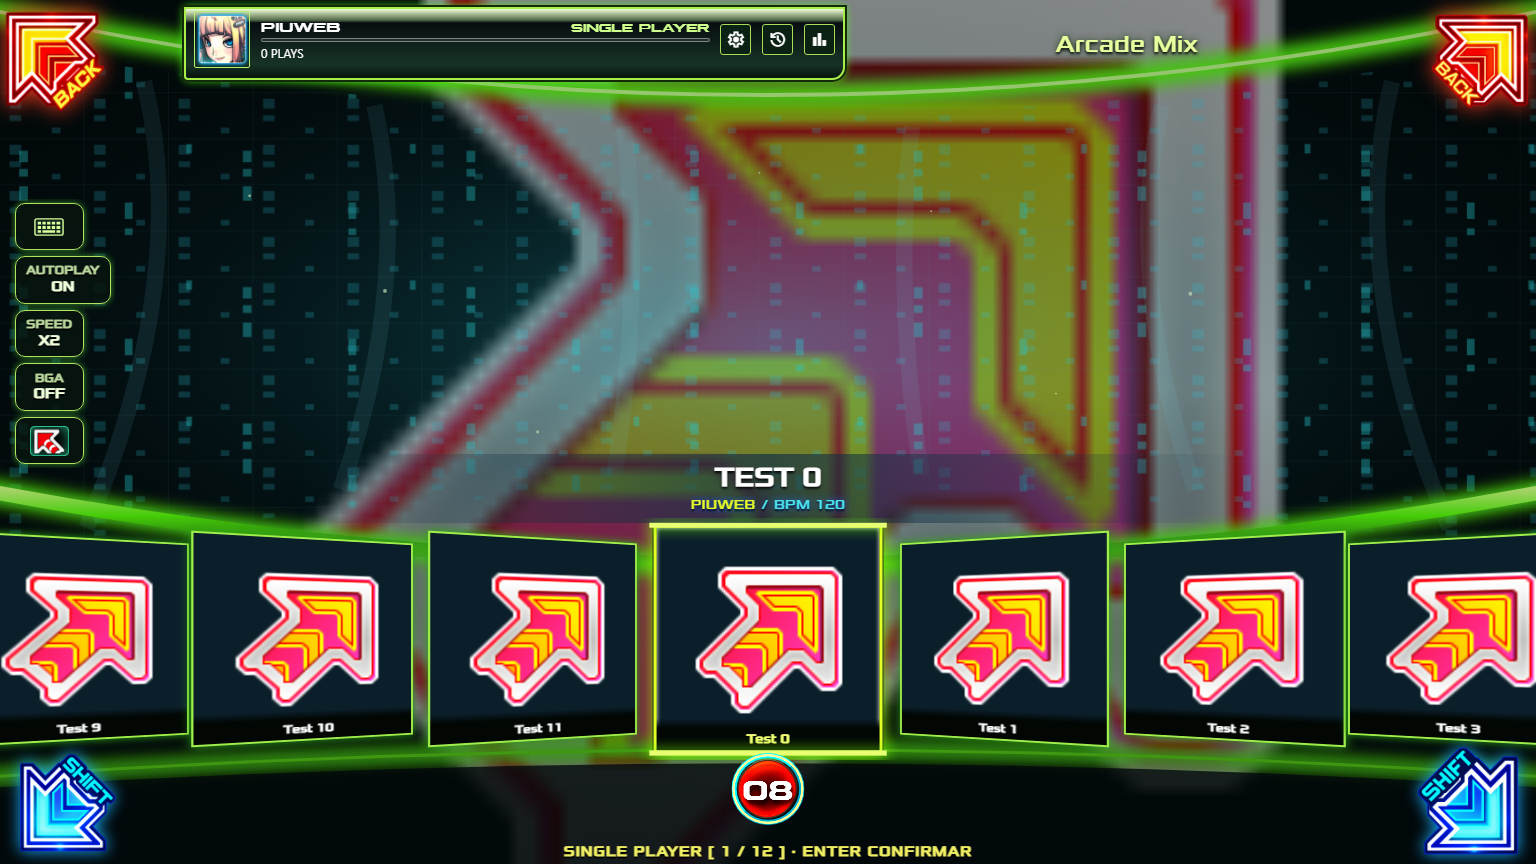 BACK
PIUWEB
SINGLE PLAYER
0 PLAYS
Arcade Mix
BACK
AUTOPLAY
ON
SPEED
X2
BGA
OFF
TEST 0
PIUWEB / BPM 120
Test 9
Test 10
Test 11
Test 0
Test 1
Test 2
Test 3
SHIFT
08
SHIFT
SINGLE PLAYER [ 1 / 12 ] · ENTER CONFIRMAR